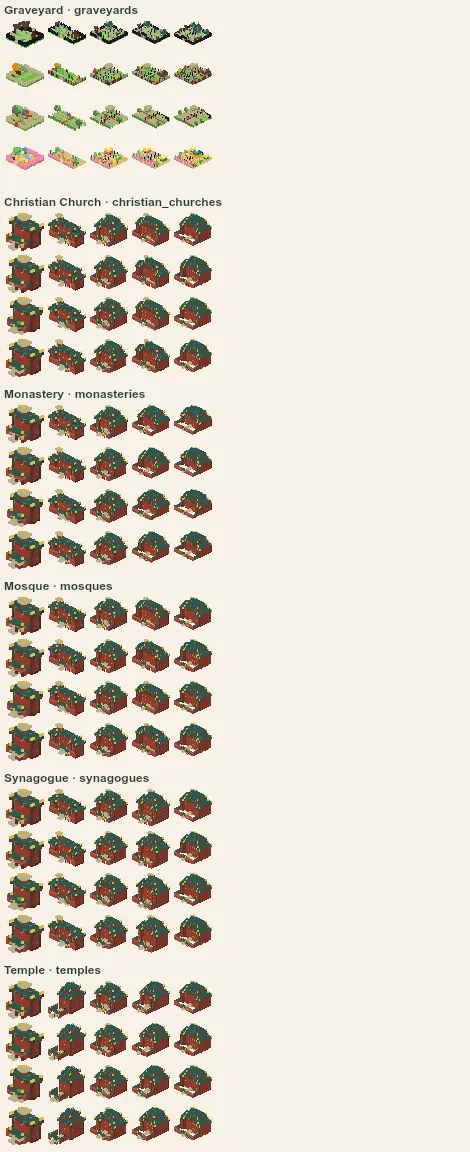 Graveyard · graveyards
Christian Church · christian_churches
Monastery · monasteries
Mosque · mosques
Synagogue · synagogues
Temple · temples